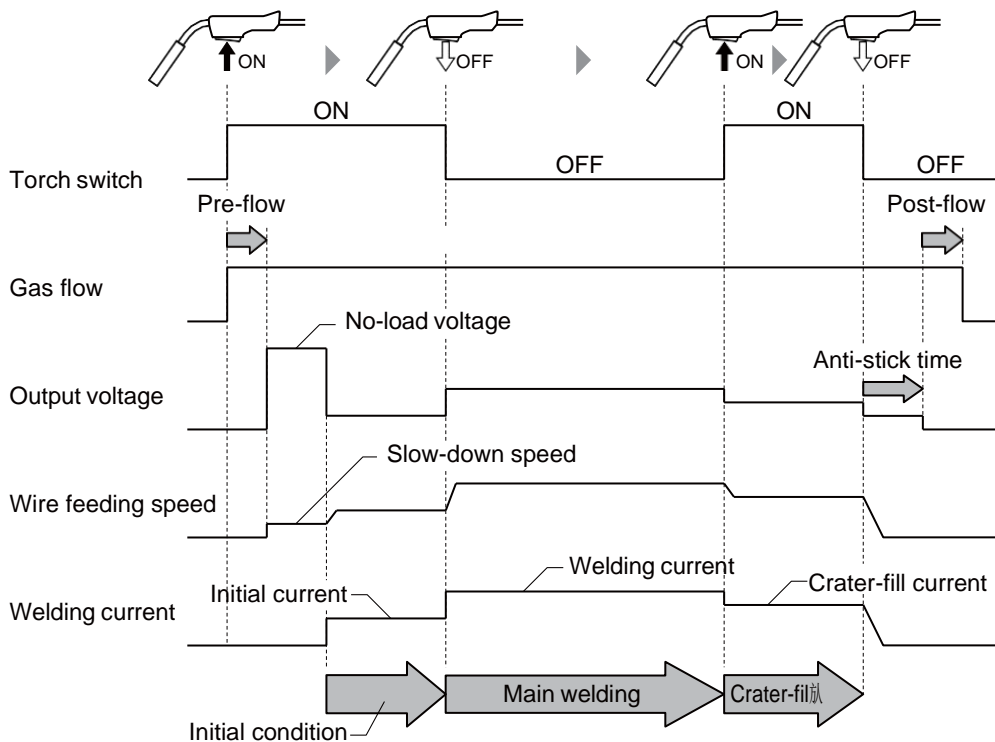 ON
OFF
ON
OFF
ON
ON
Torch switch
OFF
OFF
Pre-flow
Post-flow
Gas flow
No-load voltage
Anti-stick time
Output voltage
Slow-down speed
Wire feeding speed
Welding current
Initial current
Crater-fill current
Welding current
Main welding
Initial condition